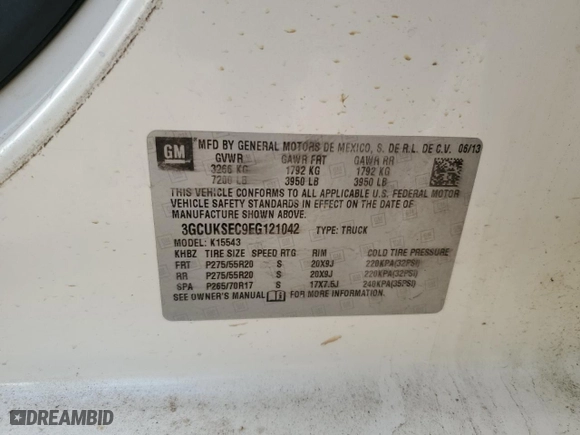 GM
MFD BY GENERAL MOTORS DE MEXICO, S. DE R.L. DE C.V. 06/13
GVWR GAWR FRT GAWR RR
3266 KG 1792 KG 1792 KG
7200 LB 3950 LB 3950 LB
THIS VEHICLE CONFORMS TO ALL APPLICABLE U.S. FEDERAL MOTOR
VEHICLE SAFETY STANDARDS IN EFFECT ON THE DATE OF MANUFACTURE
SHOWN ABOVE.
3GCUKSEC9EG121042 TYPE: TRUCK
MODEL: K15543
KHBZ TIRE SIZE SPEED RTG RIM COLD TIRE PRESSURE
FRT P275/55R20 S 20X9J 220KPA(32PSI)
RR P275/55R20 S 20X9J 220KPA(32PSI)
SPA P265/70R17 S 17X7.5J 240KPA(35PSI)
SEE OWNER'S MANUAL FOR MORE INFORMATION
DREAMBID